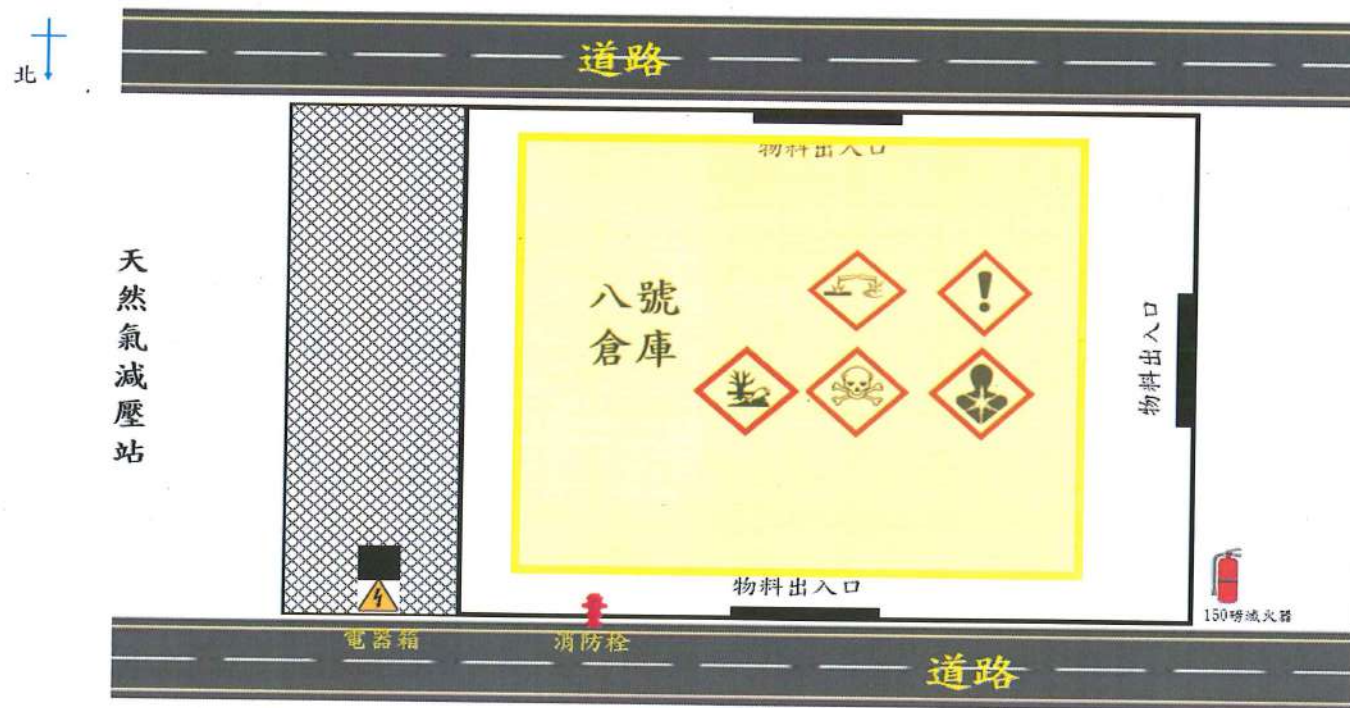 北
道路
物料出入口
天然氣減壓站
八號
倉庫
物料出入口
物料出入口
150磅滅火器
電器箱
消防栓
道路